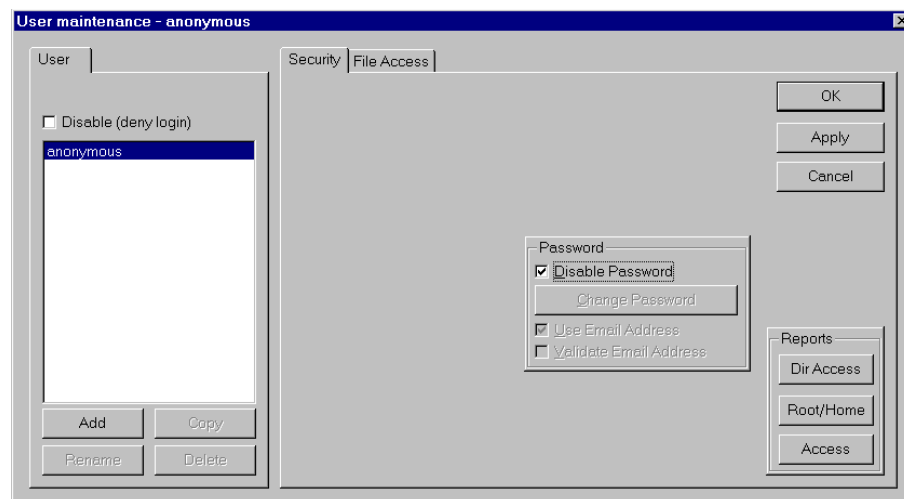 User maintenance - anonymous
User
Security
File Access
Disable (deny login)
anonymous
OK
Apply
Cancel
Password
Disable Password
Change Password
Use Email Address
Validate Email Address
Reports
Dir Access
Root/Home
Access
Add
Copy
Rename
Delete